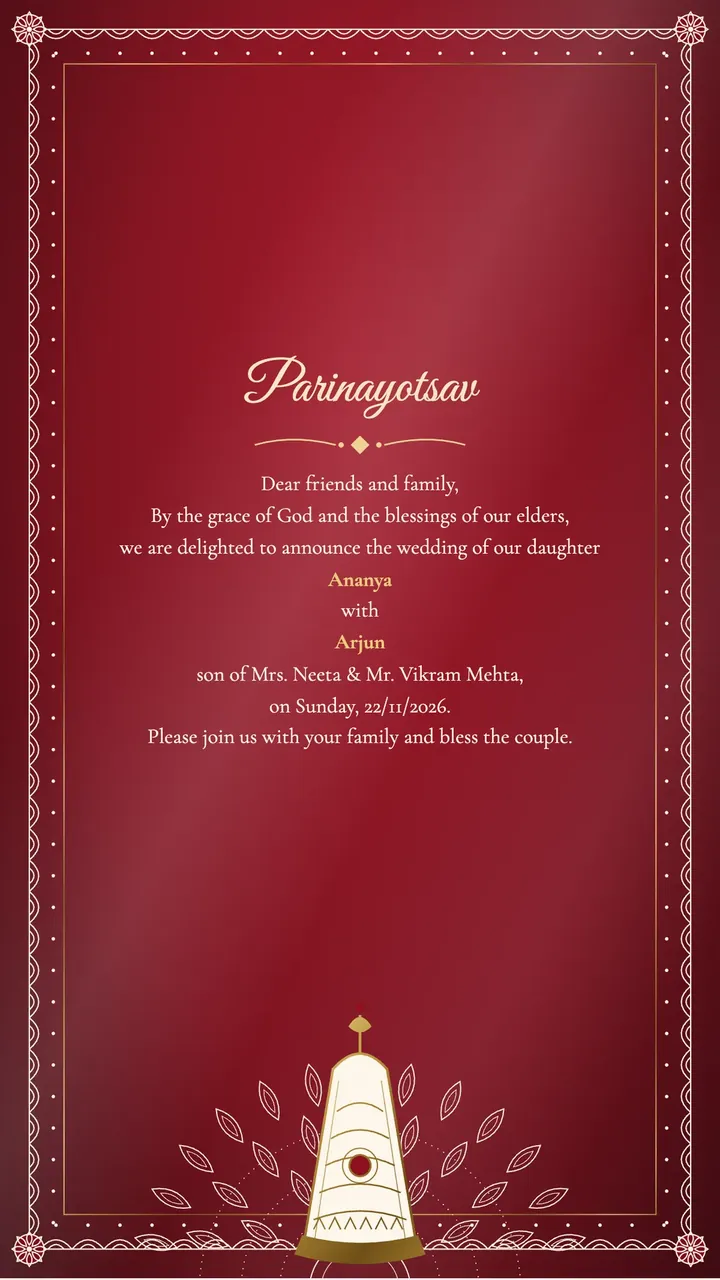 Parinayotsav
Dear friends and family,
By the grace of God and the blessings of our elders,
we are delighted to announce the wedding of our daughter
Ananya
with
Arjun
son of Mrs. Neeta & Mr. Vikram Mehta,
on Sunday, 22/11/2026.
Please join us with your family and bless the couple.